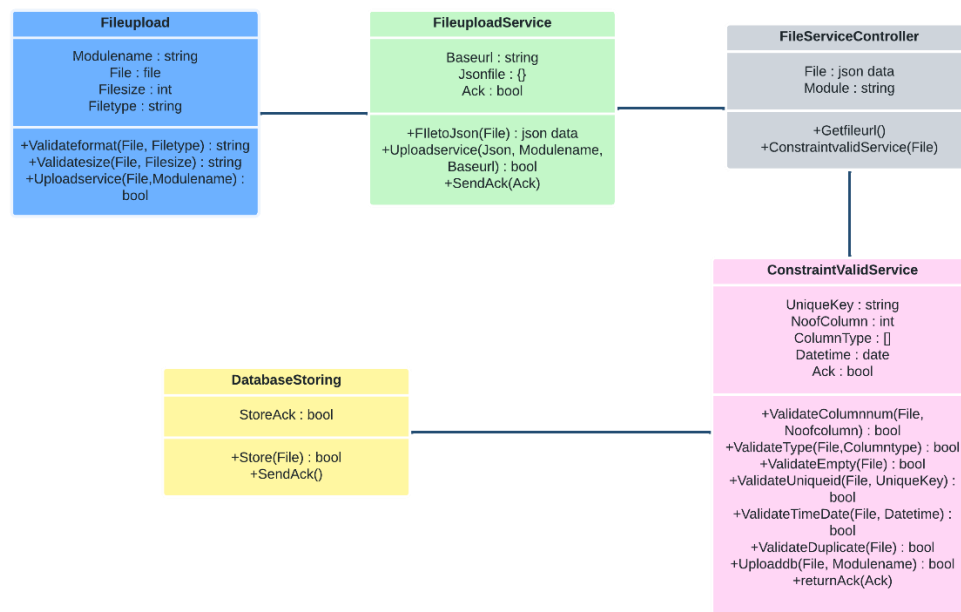 Fileupload
Modulename : string
File : file
Filesize : int
Filetype : string
+Validateformat(File, Filetype) : string
+Validatesize(File, Filesize) : string
+Uploadservice(File,Modulename) :
bool
FileuploadService
Baseurl : string
Jsonfile : {}
Ack : bool
+FIletoJson(File) : json data
+Uploadservice(Json, Modulename,
Baseurl) : bool
+SendAck(Ack)
FileServiceController
File : json data
Module : string
+Getfileurl()
+ConstraintvalidService(File)
ConstraintValidService
UniqueKey : string
NoofColumn : int
ColumnType : []
Datetime : date
Ack : bool
+ValidateColumnnum(File,
Noofcolumn) : bool
+ValidateType(File,Columntype) : bool
+ValidateEmpty(File) : bool
+ValidateUniqueid(File, UniqueKey) :
bool
+ValidateTimeDate(File, Datetime) :
bool
+ValidateDuplicate(File) : bool
+Uploaddb(File, Modulename) : bool
+returnAck(Ack)
DatabaseStoring
StoreAck : bool
+Store(File) : bool
+SendAck()